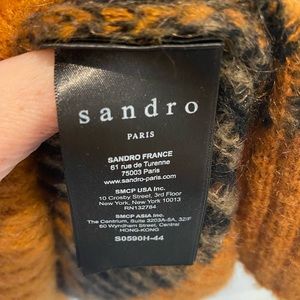 sandro
PARIS
SANDRO FRANCE
61 rue de Turenne
75003 Paris
www.sandro-paris.com
SMCP USA Inc.
10 Crosby Street, 3rd Floor
New York, New York 10013
RN132784
SMCP ASIA Inc.
The Centrium, Suite 3203A-5A, 32/F
60 Wyndham Street, Central
HONG-KONG
S0590H-44